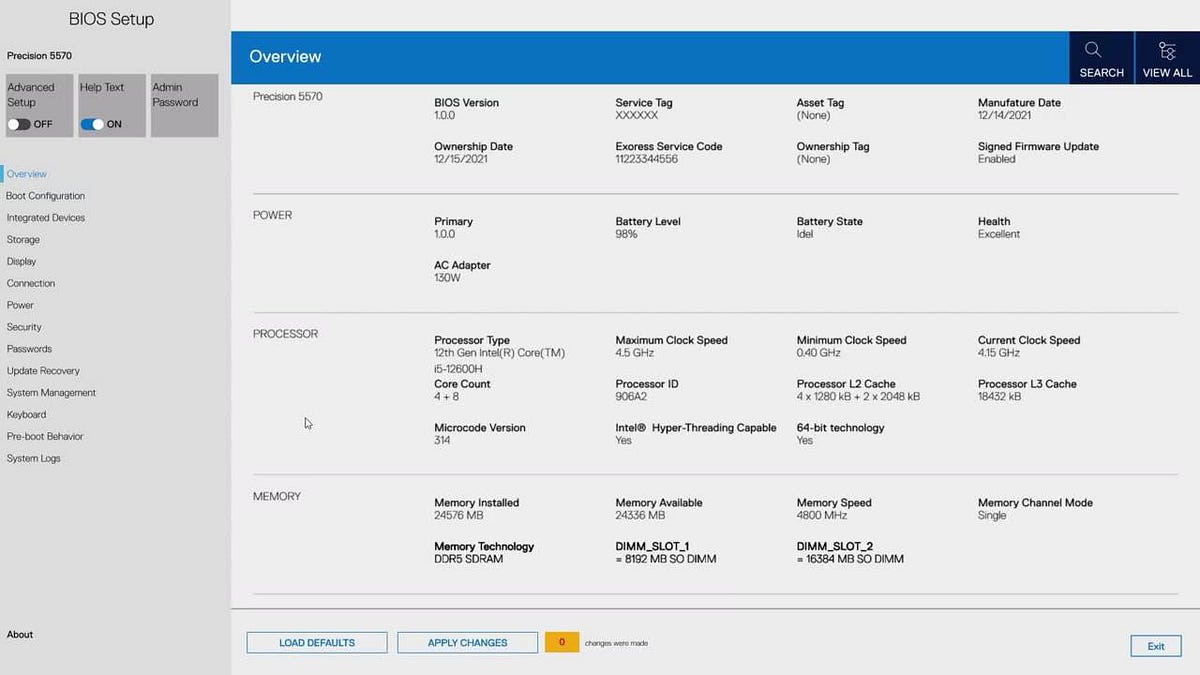 BIOS Setup
Precision 5570
Advanced Setup
OFF
Help Text
ON
Admin Password
Overview
Boot Configuration
Integrated Devices
Storage
Display
Connection
Power
Security
Passwords
Update Recovery
System Management
Keyboard
Pre-boot Behavior
System Logs
About
Overview
SEARCH
VIEW ALL
Precision 5570
BIOS Version
1.0.0
Service Tag
XXXXXX
Asset Tag
(None)
Manufature Date
12/14/2021
Ownership Date
12/15/2021
Exoress Service Code
11223344556
Ownership Tag
(None)
Signed Firmware Update
Enabled
POWER
Primary
1.0.0
Battery Level
98%
Battery State
Idel
Health
Excellent
AC Adapter
130W
PROCESSOR
Processor Type
12th Gen Intel(R) Core(TM)
i5-12600H
Maximum Clock Speed
4.5 GHz
Minimum Clock Speed
0.40 GHz
Current Clock Speed
4.15 GHz
Core Count
4 + 8
Processor ID
906A2
Processor L2 Cache
4 x 1280 kB + 2 x 2048 kB
Processor L3 Cache
18432 kB
Microcode Version
314
Intel® Hyper-Threading Capable
Yes
64-bit technology
Yes
MEMORY
Memory Installed
24576 MB
Memory Available
24336 MB
Memory Speed
4800 MHz
Memory Channel Mode
Single
Memory Technology
DDR5 SDRAM
DIMM_SLOT_1
= 8192 MB SO DIMM
DIMM_SLOT_2
= 16384 MB SO DIMM
LOAD DEFAULTS
APPLY CHANGES
0
changes were made
Exit